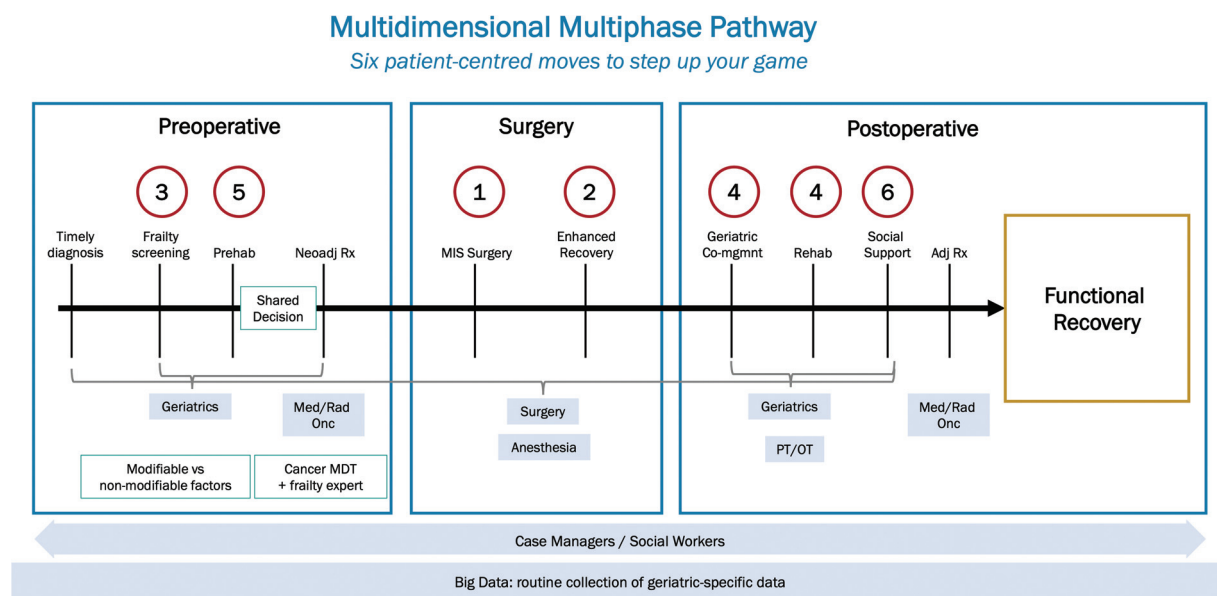 Multidimensional Multiphase Pathway
Six patient-centred moves to step up your game
Preoperative
3
5
Timely
diagnosis
Frailty
screening
Prehab
Neoadj Rx
Shared
Decision
Geriatrics
Med/Rad
Onc
Modifiable vs
non-modifiable factors
Cancer MDT
+ frailty expert
Surgery
1
2
MIS Surgery
Enhanced
Recovery
Surgery
Anesthesia
Postoperative
4
4
6
Geriatric
Co-mgmnt
Rehab
Social
Support
Adj Rx
Geriatrics
PT/OT
Med/Rad
Onc
Functional
Recovery
Case Managers / Social Workers
Big Data: routine collection of geriatric-specific data